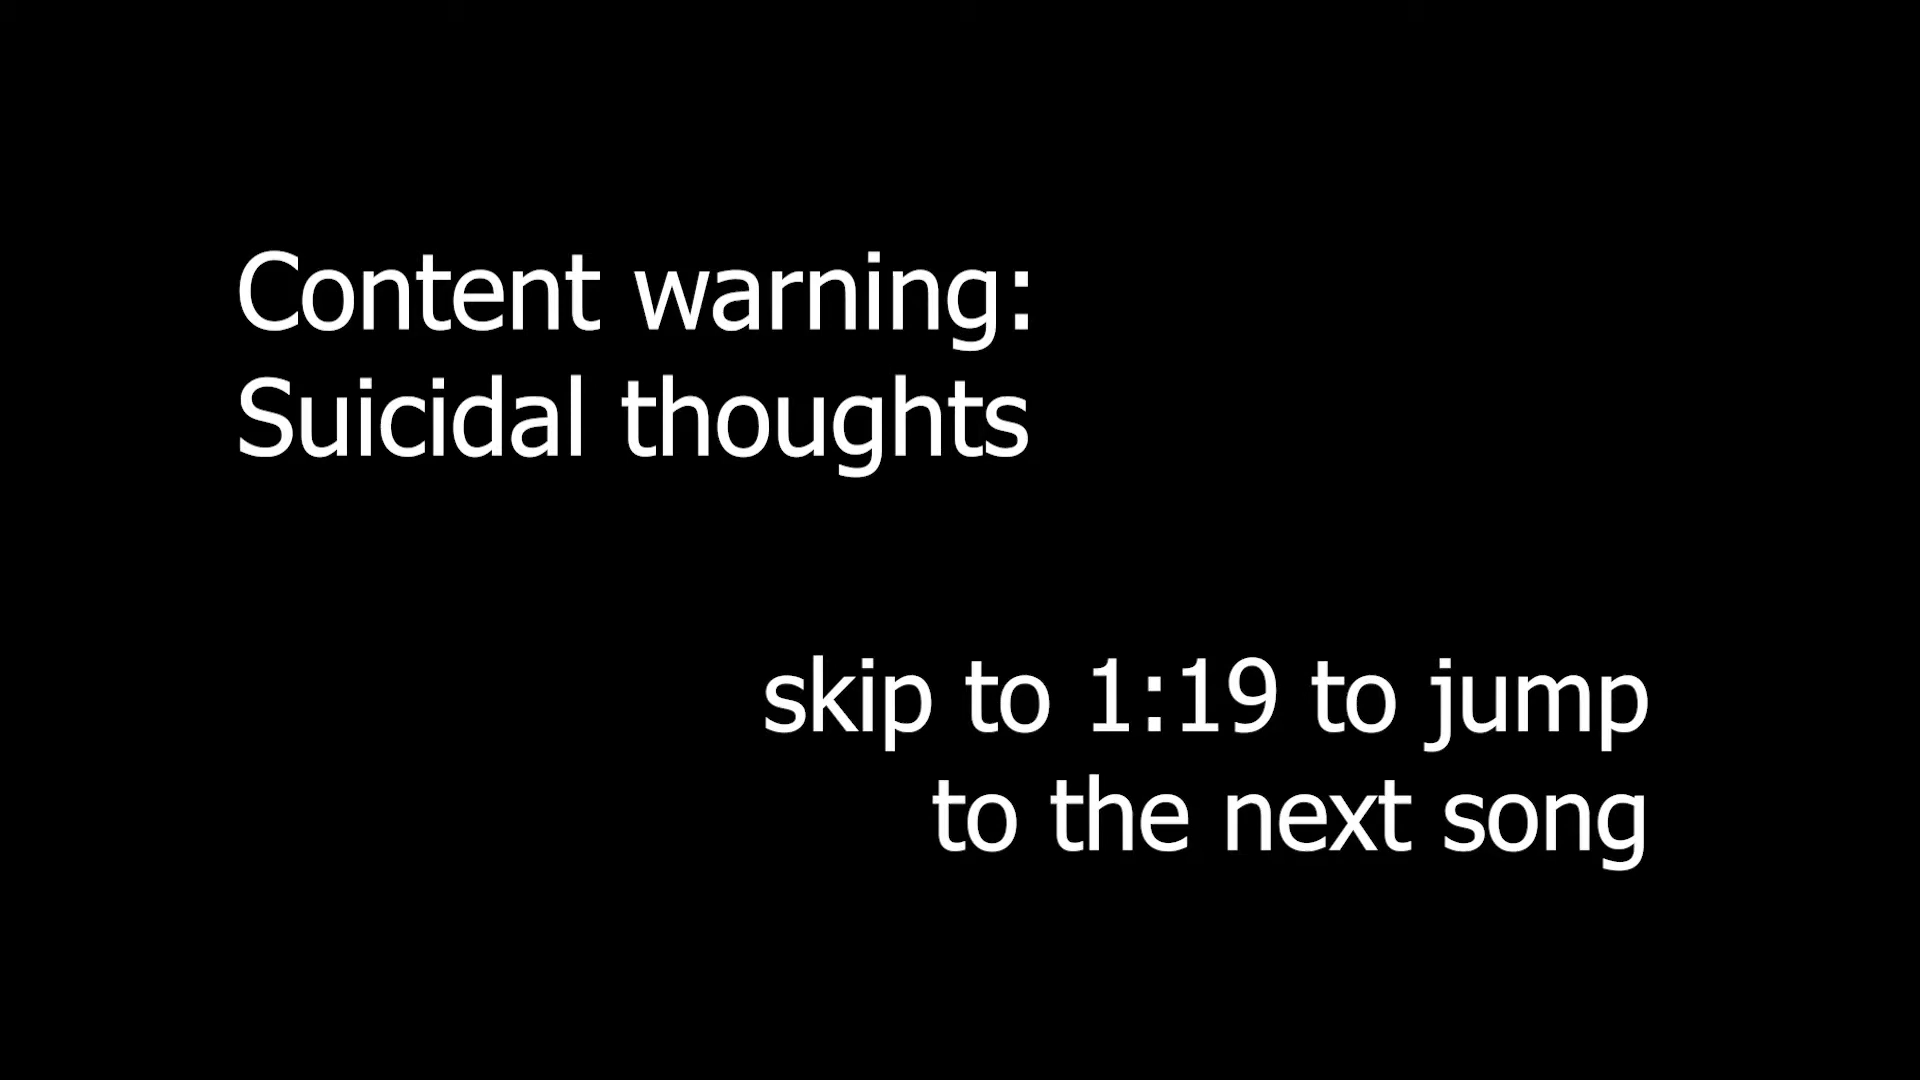 Content warning:
Suicidal thoughts
skip to 1:19 to jump
to the next song